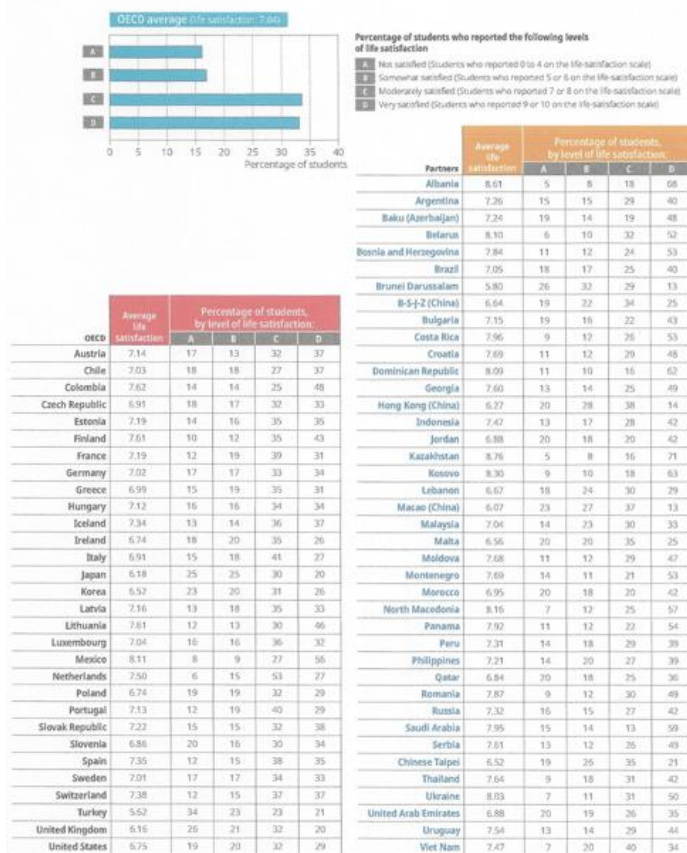 OECD average (life satisfaction: 7.04)
A
B
C
D
0 5 10 15 20 25 30 35 40
Percentage of students
Percentage of students who reported the following levels
of life satisfaction
A Not satisfied (Students who reported 0 to 4 on the life-satisfaction scale)
B Somewhat satisfied (Students who reported 5 or 6 on the life-satisfaction scale)
C Moderately satisfied (Students who reported 7 or 8 on the life-satisfaction scale)
D Very satisfied (Students who reported 9 or 10 on the life-satisfaction scale)
Partners Average life satisfaction Percentage of students, by level of life satisfaction:
A B C D
Albania 8.61 5 8 18 68
Argentina 7.26 15 15 29 40
Baku (Azerbaijan) 7.24 19 14 19 48
Belarus 8.10 6 10 32 52
Bosnia and Herzegovina 7.84 11 12 24 53
Brazil 7.05 18 17 25 40
Brunei Darussalam 5.80 26 32 29 13
B-S-J-Z (China) 6.64 19 22 34 25
Bulgaria 7.15 19 16 22 43
Costa Rica 7.96 9 12 26 53
Croatia 7.69 11 12 29 48
Dominican Republic 8.09 11 10 16 62
Georgia 7.60 13 14 25 49
Hong Kong (China) 6.27 20 28 38 14
Indonesia 7.47 13 17 28 42
Jordan 6.88 20 18 20 42
Kazakhstan 8.76 5 8 16 71
Kosovo 8.30 9 10 18 63
Lebanon 6.67 18 24 30 29
Macao (China) 6.07 23 27 37 13
Malaysia 7.04 14 23 30 33
Malta 6.56 20 20 35 25
Moldova 7.68 11 12 29 47
Montenegro 7.69 14 11 21 53
Morocco 6.95 20 18 20 42
North Macedonia 8.16 7 12 25 57
Panama 7.92 11 12 22 54
Peru 7.31 14 18 29 39
Philippines 7.21 14 20 27 39
Qatar 6.84 20 18 25 36
Romania 7.87 9 12 30 49
Russia 7.32 16 15 27 42
Saudi Arabia 7.95 15 14 13 59
Serbia 7.61 13 12 26 49
Chinese Taipei 6.52 19 26 35 21
Thailand 7.64 9 18 31 42
Ukraine 8.03 7 11 31 50
United Arab Emirates 6.88 20 19 26 35
Uruguay 7.54 13 14 29 44
Viet Nam 7.47 7 20 40 34
OECD Average life satisfaction Percentage of students, by level of life satisfaction:
A B C D
Austria 7.14 17 13 32 37
Chile 7.03 18 18 27 37
Colombia 7.62 14 14 25 48
Czech Republic 6.91 18 17 32 33
Estonia 7.19 14 16 35 35
Finland 7.61 10 12 35 43
France 7.19 12 19 39 31
Germany 7.02 17 17 33 34
Greece 6.99 15 19 35 31
Hungary 7.12 16 16 34 34
Iceland 7.34 13 14 36 37
Ireland 6.74 18 20 35 26
Italy 6.91 15 18 41 27
Japan 6.18 25 25 30 20
Korea 6.52 23 20 31 26
Latvia 7.16 13 18 35 33
Lithuania 7.61 12 13 30 46
Luxembourg 7.04 16 16 36 32
Mexico 8.11 8 9 27 56
Netherlands 7.50 6 15 53 27
Poland 6.74 19 19 32 29
Portugal 7.13 12 19 40 29
Slovak Republic 7.22 15 15 32 38
Slovenia 6.86 20 16 30 34
Spain 7.35 12 15 38 35
Sweden 7.01 17 17 34 33
Switzerland 7.38 12 15 37 37
Turkey 5.62 34 23 23 21
United Kingdom 6.16 26 21 32 20
United States 6.75 19 20 32 29